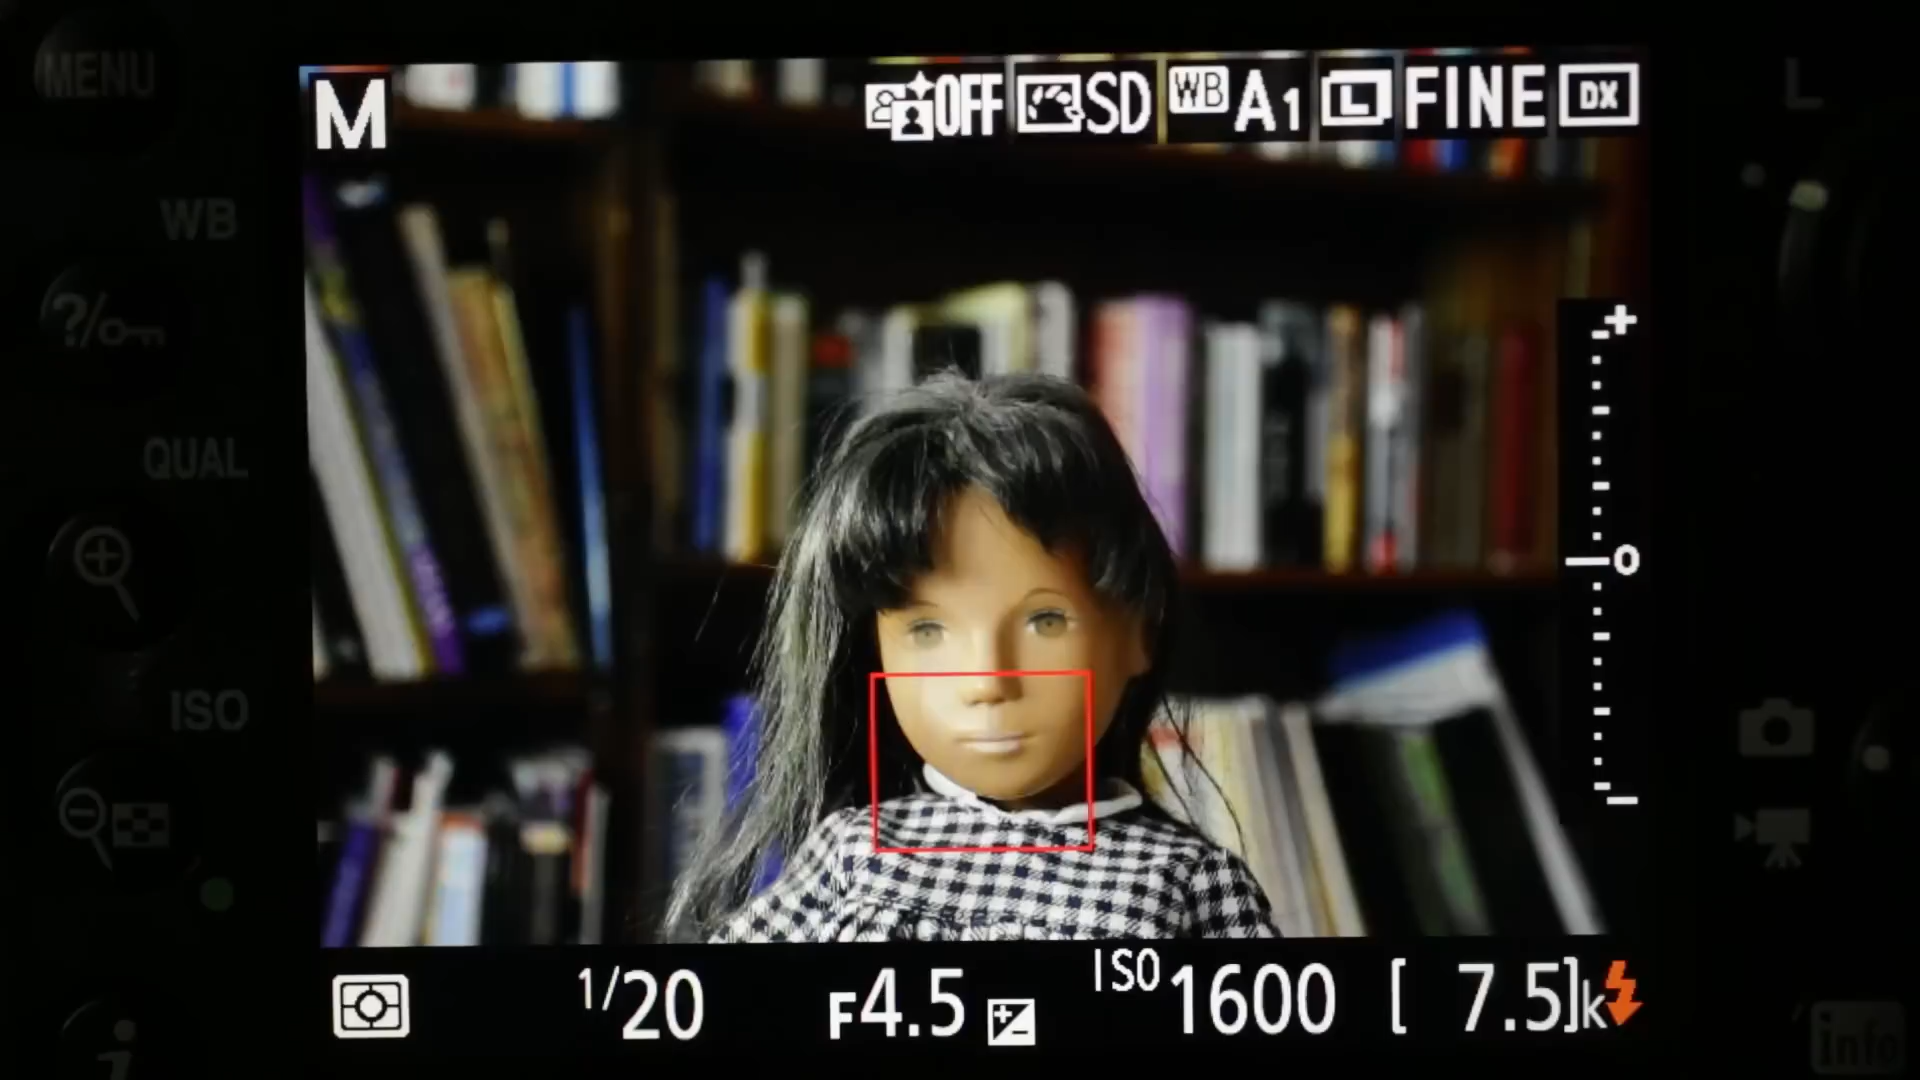 MENU
L
M
OFF SD WB A1 L FINE DX
WB
?/
+
QUAL
0
ISO
1/20 F4.5 ISO 1600 [ 7.5]k
i
info